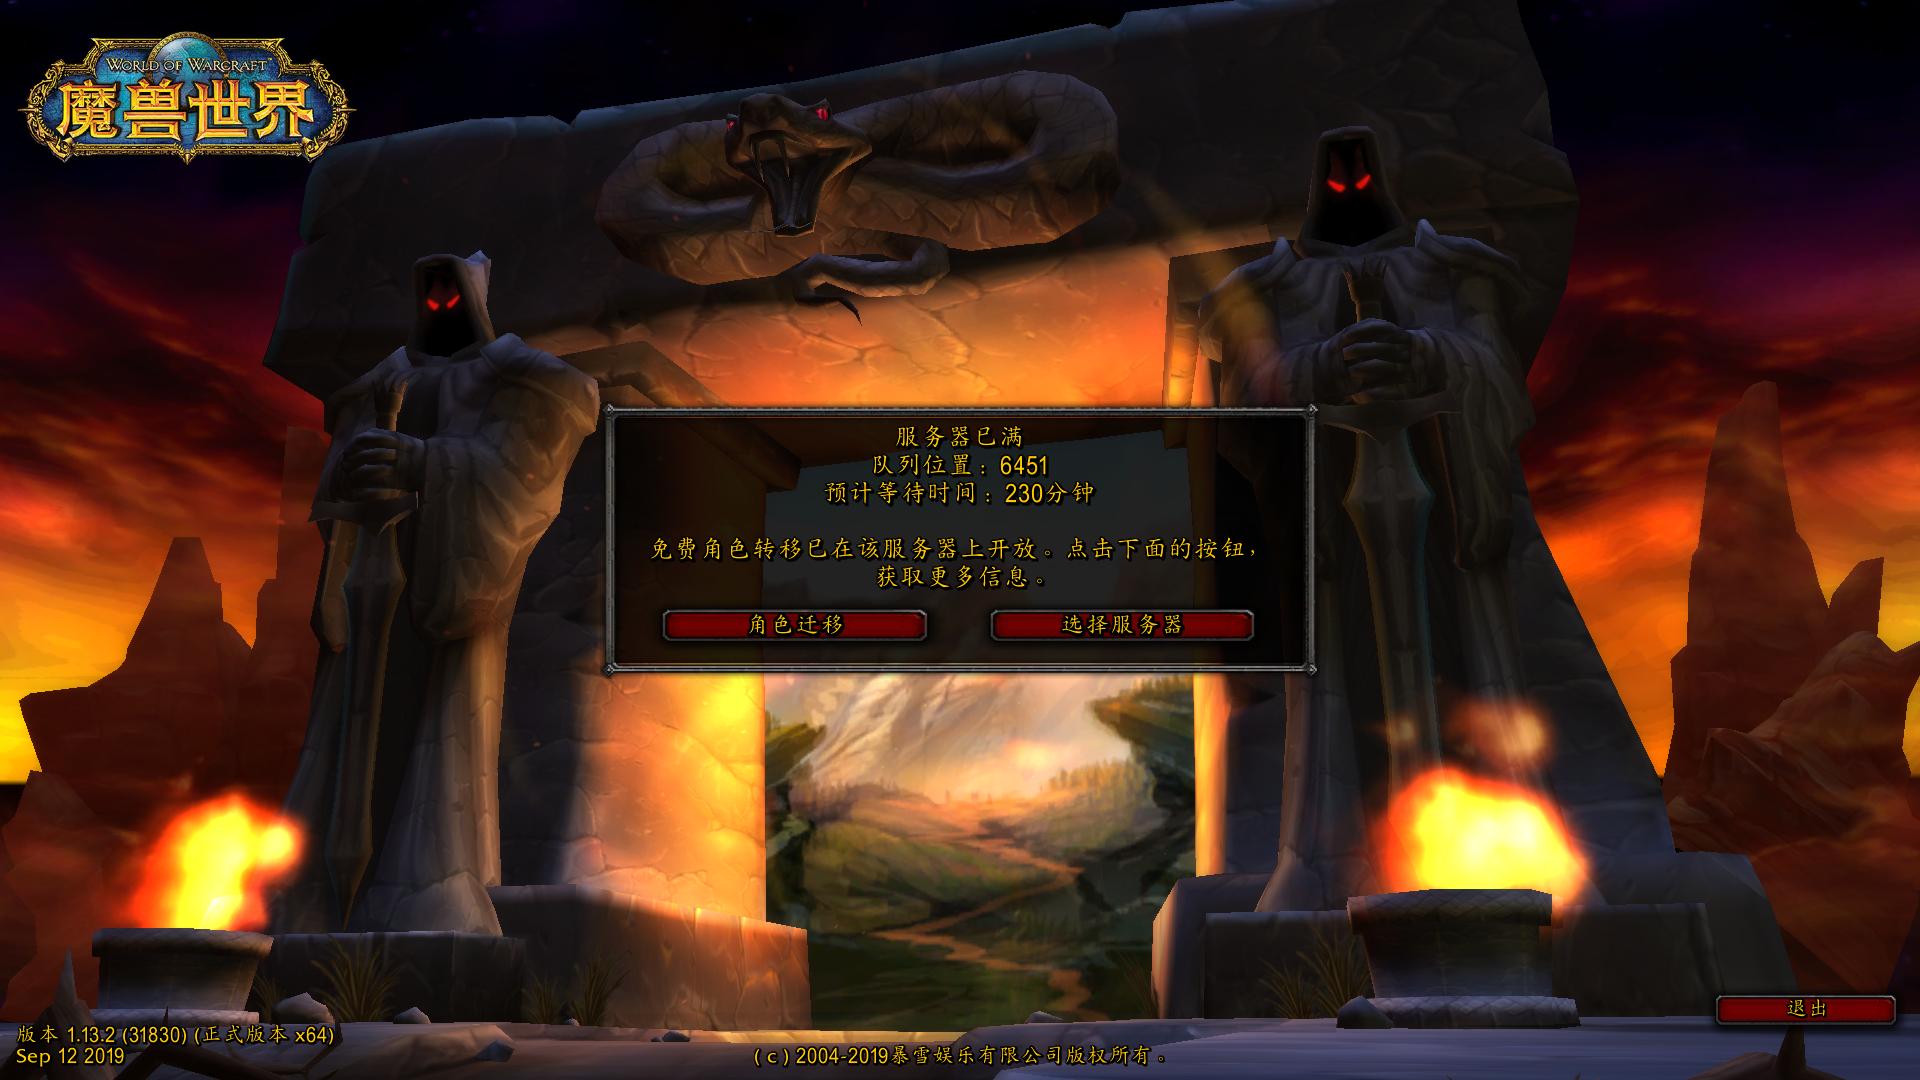 WORLD OF WARCRAFT
魔兽世界
服务器已满
队列位置：6451
预计等待时间：230分钟
免费角色转移已在该服务器上开放。点击下面的按钮，
获取更多信息。
角色迁移
选择服务器
退出
版本 1.13.2 (31830) (正式版本 x64)
Sep 12 2019
(c) 2004-2019暴雪娱乐有限公司版权所有。